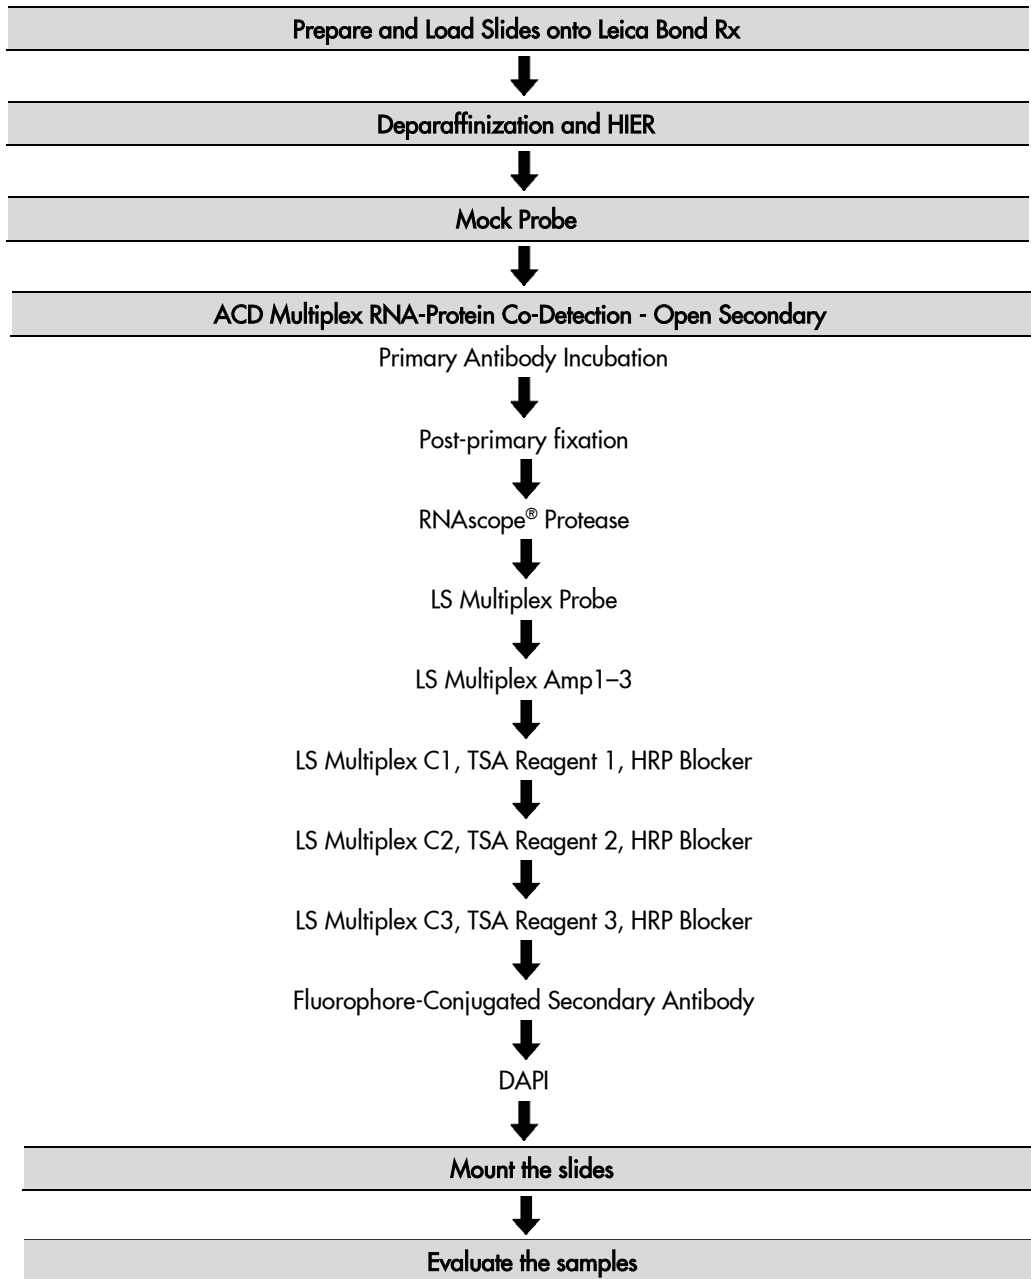 Prepare and Load Slides onto Leica Bond Rx
Deparaffinization and HIER
Mock Probe
ACD Multiplex RNA-Protein Co-Detection - Open Secondary
Primary Antibody Incubation
Post-primary fixation
RNAscope® Protease
LS Multiplex Probe
LS Multiplex Amp1–3
LS Multiplex C1, TSA Reagent 1, HRP Blocker
LS Multiplex C2, TSA Reagent 2, HRP Blocker
LS Multiplex C3, TSA Reagent 3, HRP Blocker
Fluorophore-Conjugated Secondary Antibody
DAPI
Mount the slides
Evaluate the samples